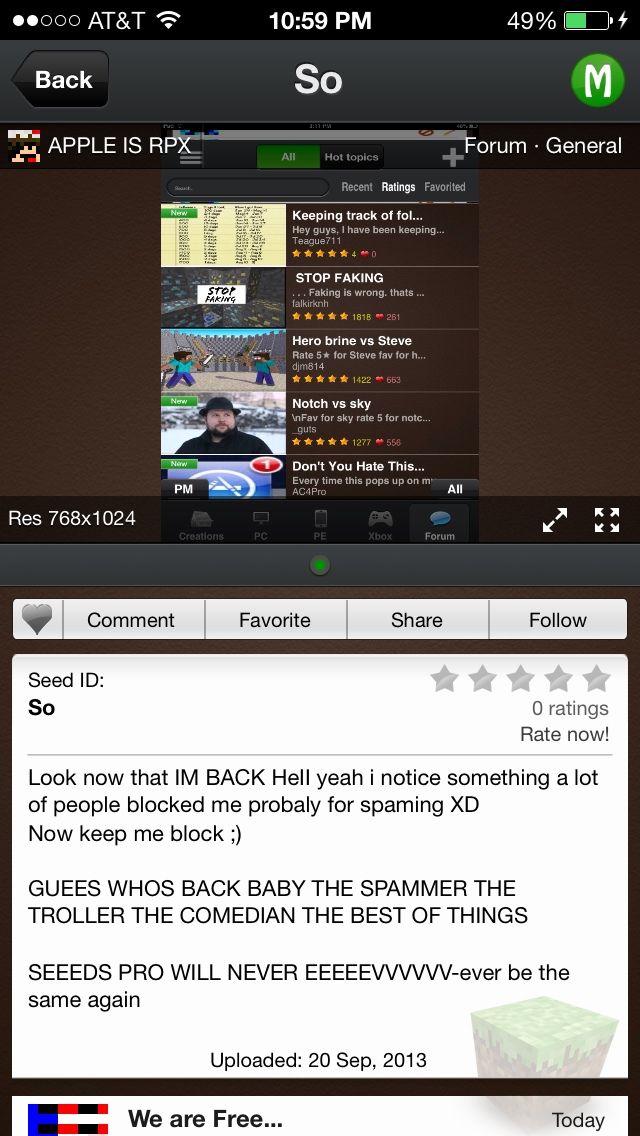 AT&T 10:59 PM 49%
Back So M
APPLE IS RPX Forum · General
All Hot topics
Search.. Recent Ratings Favorited
New Keeping track of fol...
Hey guys, I have been keeping...
Teague711
4 0
STOP FAKING
STOP FAKING
. . . Faking is wrong. thats ...
falkirknh
1818 261
Hero brine vs Steve
Rate 5★ for Steve fav for h...
djm814
1422 663
New Notch vs sky
\nFav for sky rate 5 for notc...
_guts
1277 556
New 1 Don't You Hate This...
Every time this pops up on my
AC4Pro
PM All
Res 768x1024
Creations PC PE Xbox Forum
Comment Favorite Share Follow
Seed ID:
So
0 ratings
Rate now!
Look now that IM BACK Hell yeah i notice something a lot
of people blocked me probaly for spaming XD
Now keep me block ;)
GUEES WHOS BACK BABY THE SPAMMER THE
TROLLER THE COMEDIAN THE BEST OF THINGS
SEEEDS PRO WILL NEVER EEEEEVVVVVV-ever be the
same again
Uploaded: 20 Sep, 2013
We are Free... Today